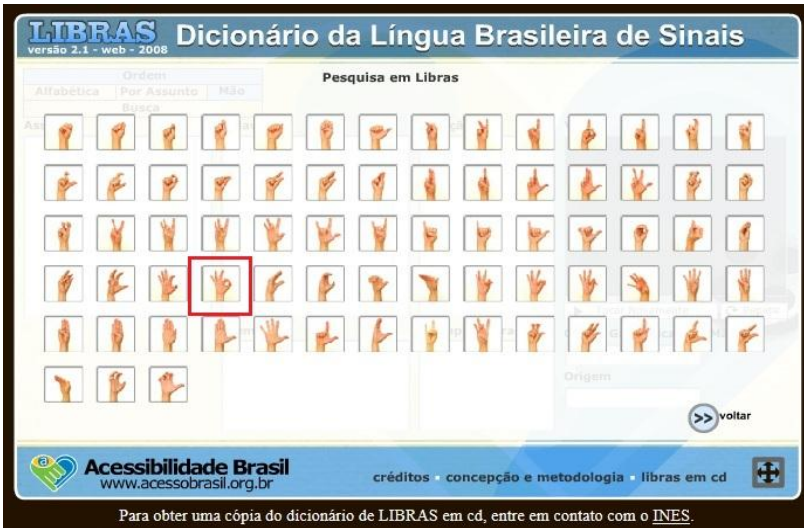 LIBRAS Dicionário da Língua Brasileira de Sinais
versão 2.1 - web - 2008
Ordem
Pesquisa em Libras
Alfabética Por Assunto Mão
Busca
Origem
voltar
Acessibilidade Brasil
www.acessobrasil.org.br
créditos concepção e metodologia libras em cd
Para obter uma cópia do dicionário de LIBRAS em cd, entre em contato com o INES.